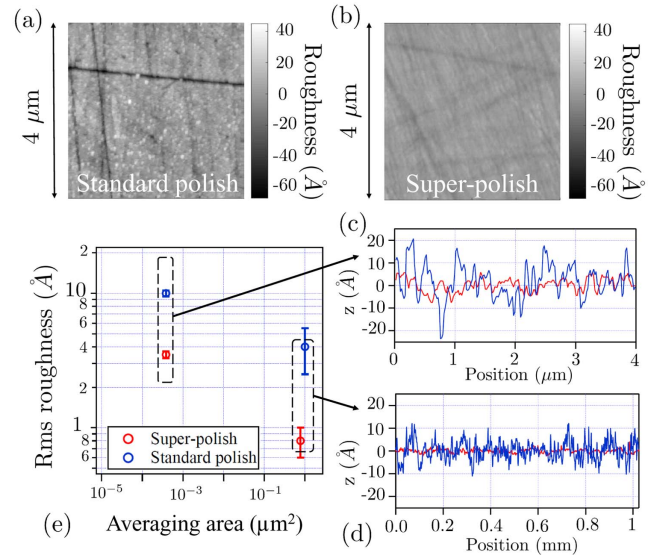 (a)
4 μm
Standard polish
40
20
0
-20
-40
-60
Roughness (Å)
(b)
4 μm
Super-polish
40
20
0
-20
-40
-60
Roughness (Å)
(c)
20
10
0
-10
-20
z (Å)
0
1
2
3
4
Position (μm)
2
10
8
6
4
2
1
8
6
Rms roughness (Å)
Super-polish
Standard polish
10⁻⁵
10⁻³
10⁻¹
Averaging area (μm²)
(e)
20
10
0
-10
-20
z (Å)
0.0
0.2
0.4
0.6
0.8
1
Position (mm)
(d)